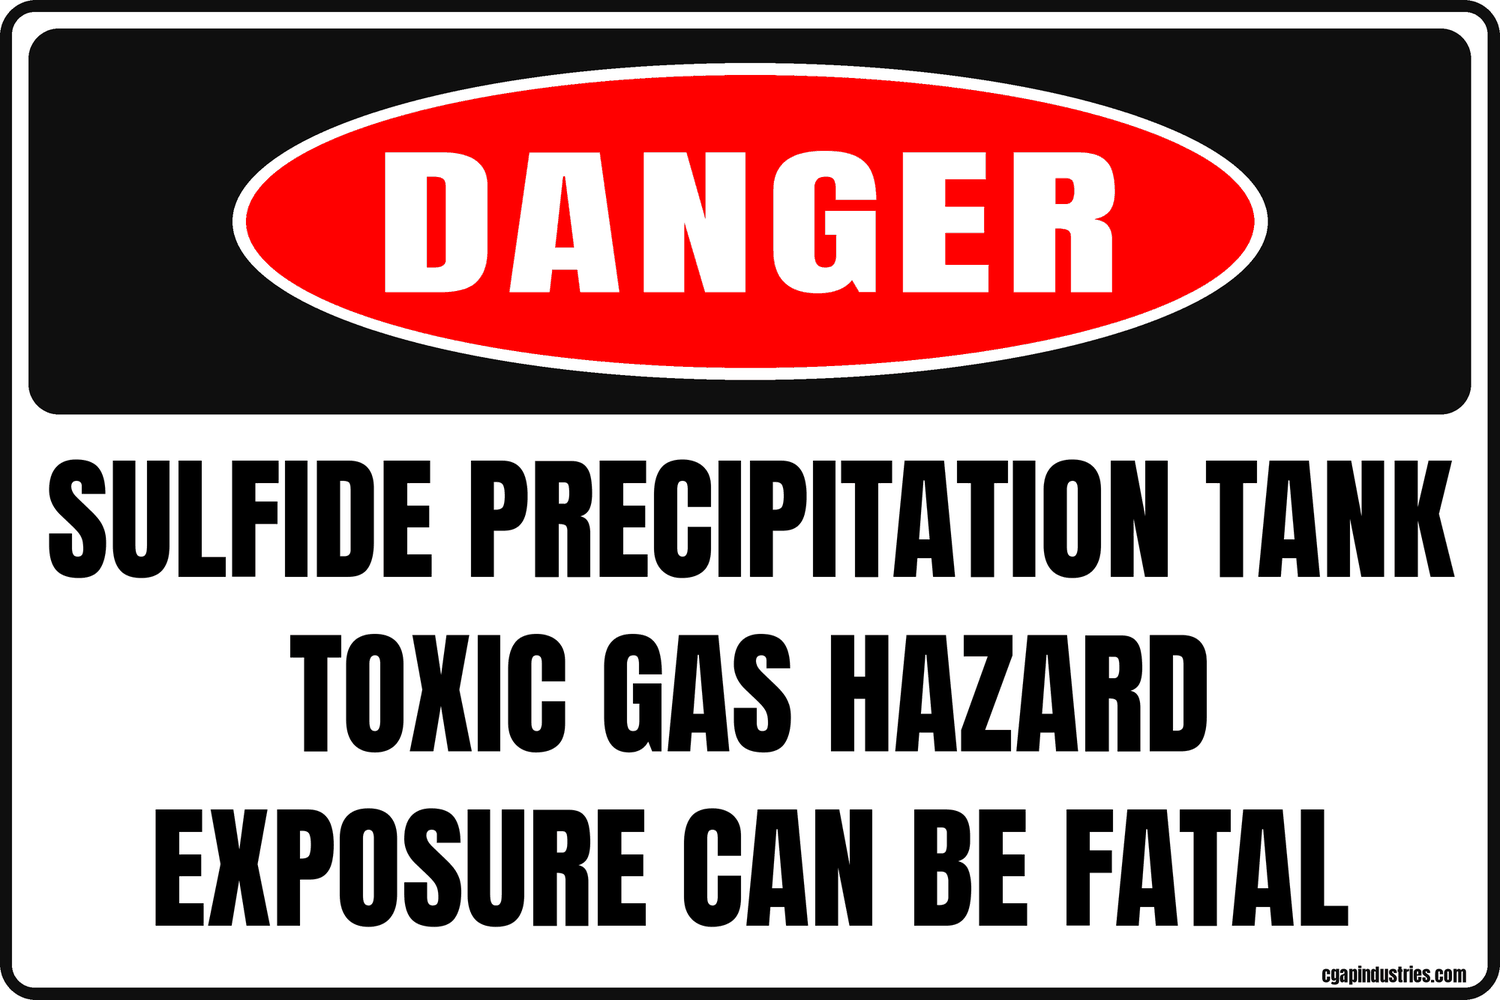 DANGER
SULFIDE PRECIPITATION TANK
TOXIC GAS HAZARD
EXPOSURE CAN BE FATAL
cgapindustries.com